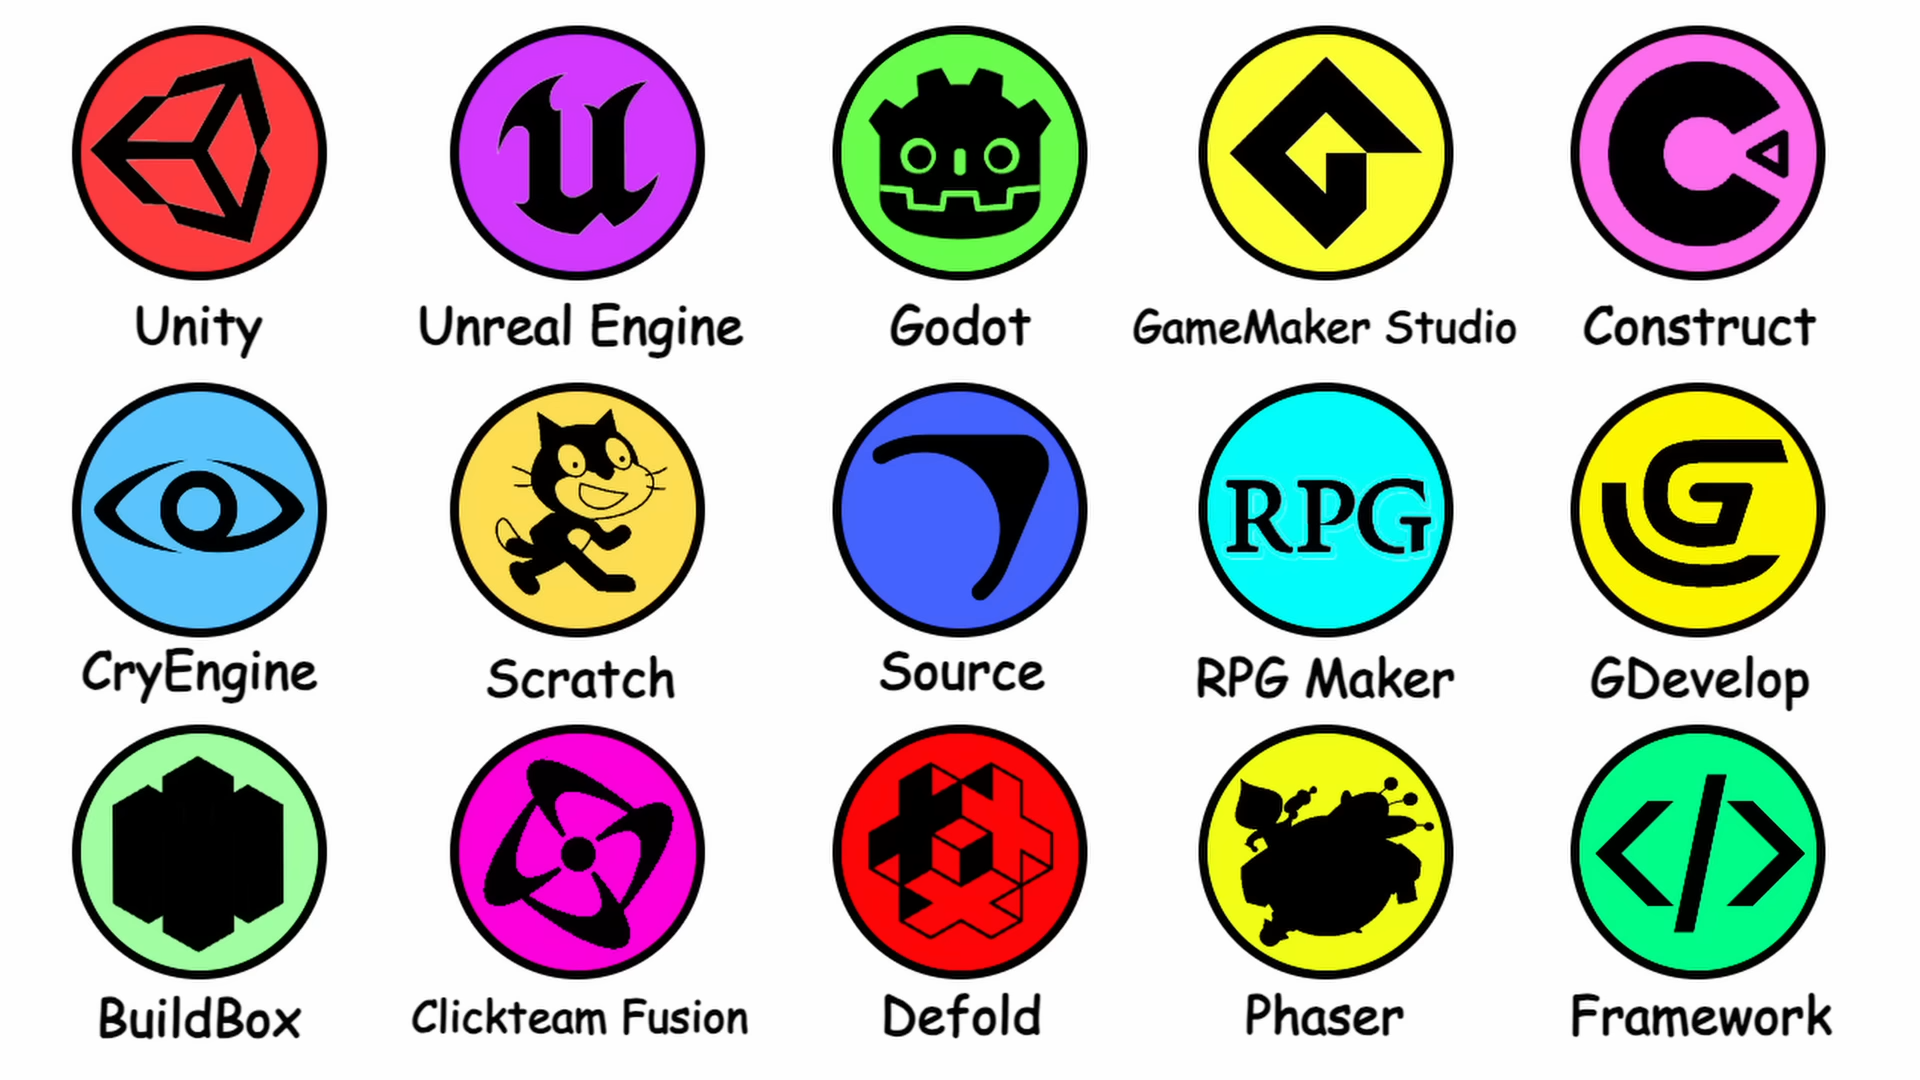 Unity
Unreal Engine
Godot
GameMaker Studio
Construct
RPG
CryEngine
Scratch
Source
RPG Maker
GDevelop
</>
BuildBox
Clickteam Fusion
Defold
Phaser
Framework